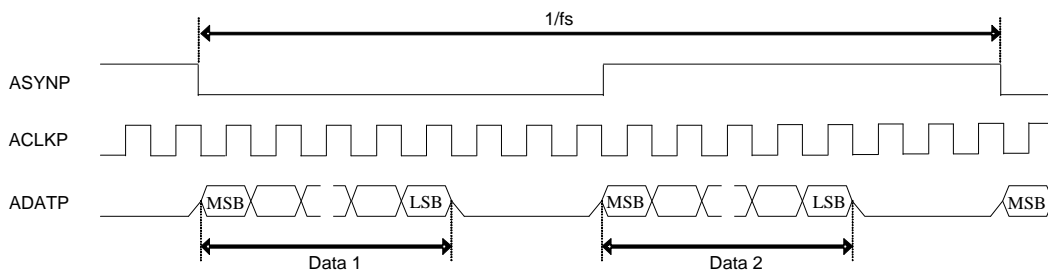 1/fs
ASYNP
ACLKP
ADATP
MSB LSB MSB LSB MSB
Data 1 Data 2